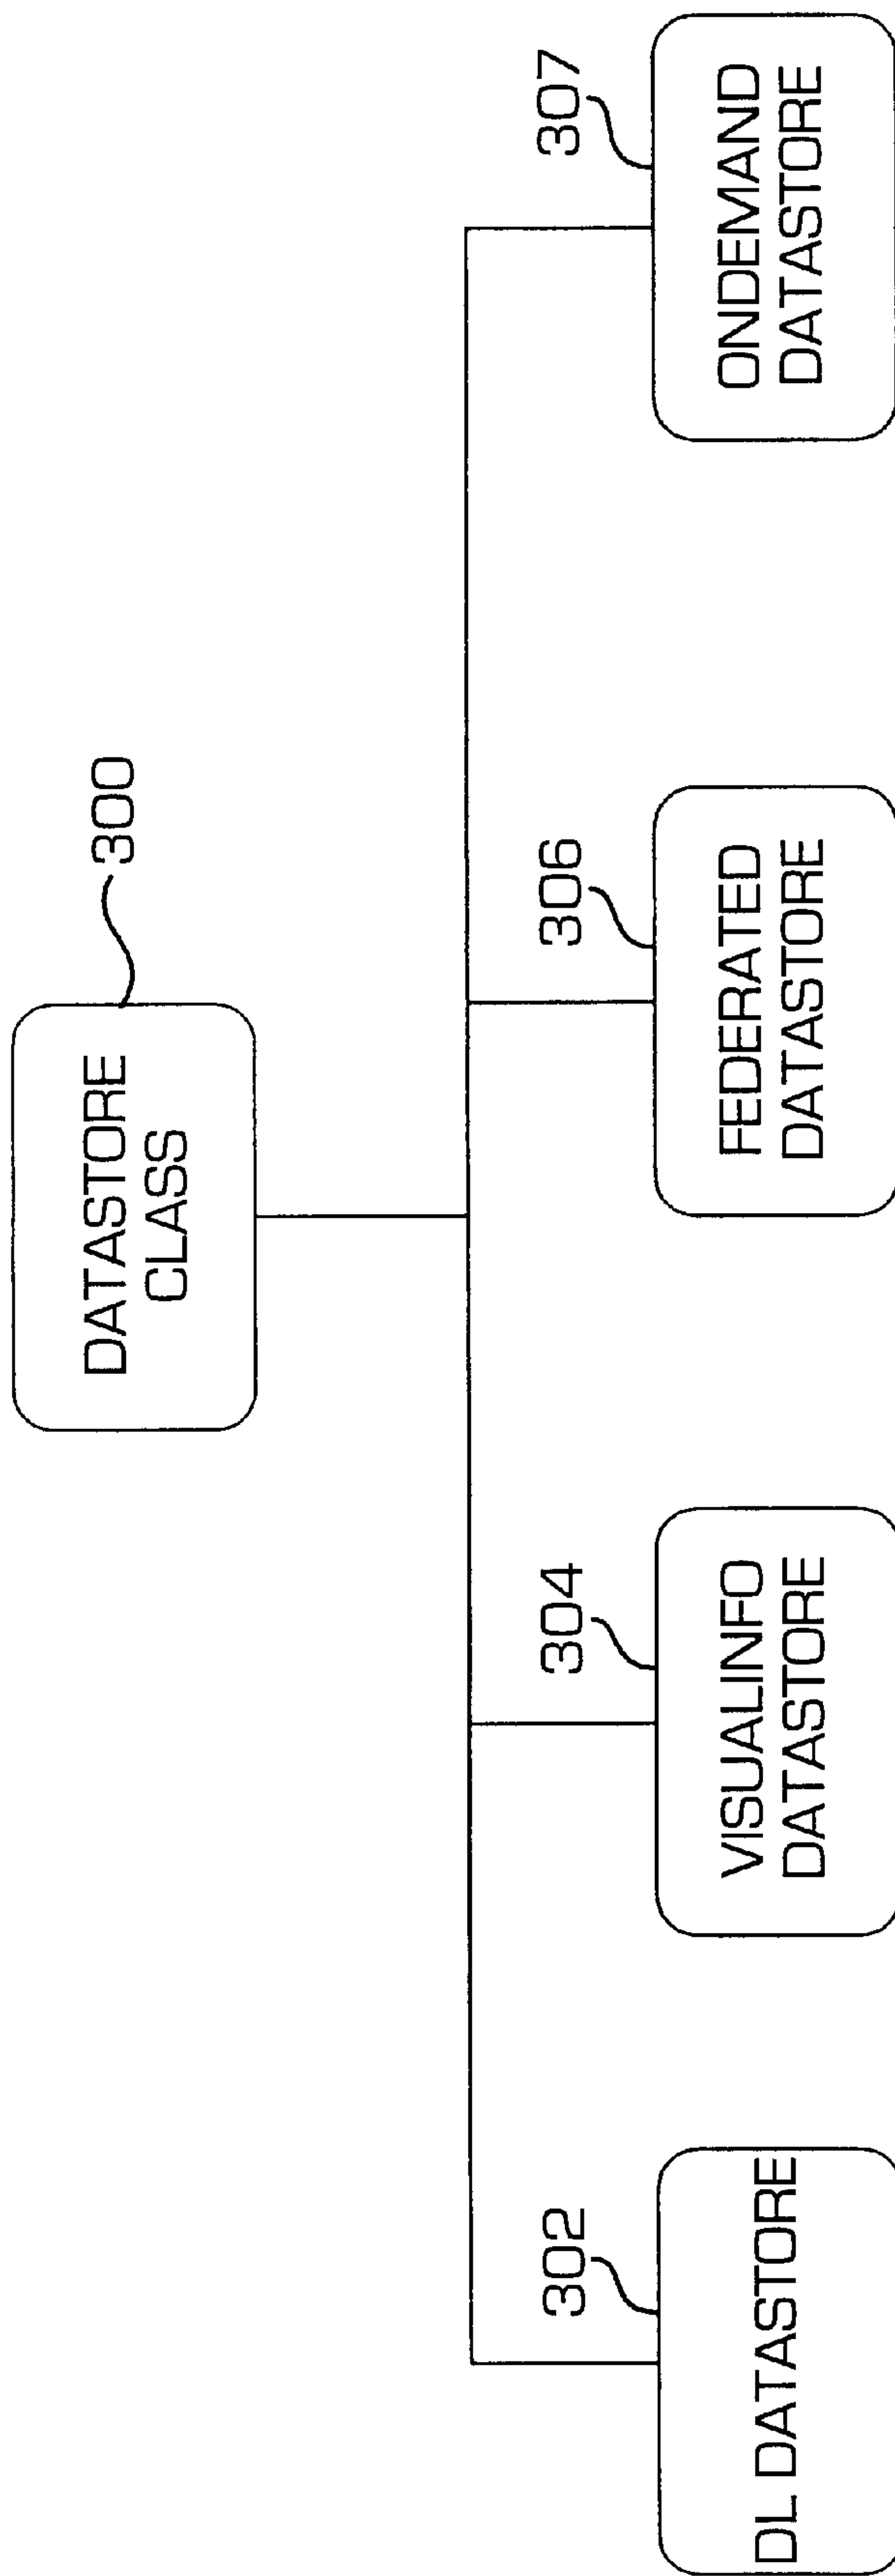 DATASTORE
CLASS
300
302
DL DATASTORE
304
VISUALINFO
DATASTORE
306
FEDERATED
DATASTORE
307
ONDEMAND
DATASTORE